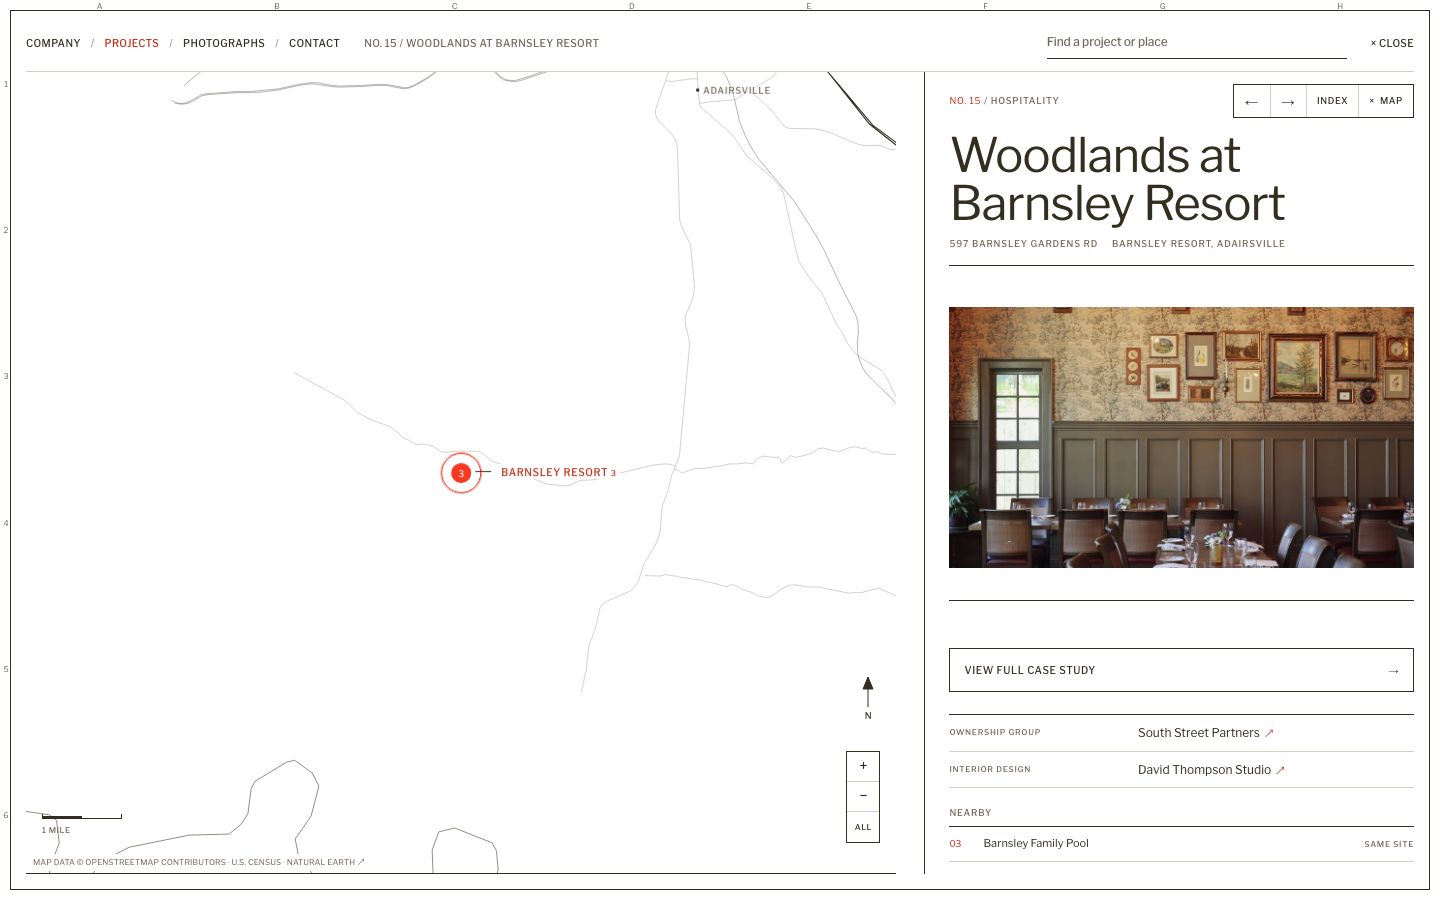 A B C D E F G H
COMPANY / PROJECTS / PHOTOGRAPHS / CONTACT NO. 15 / WOODLANDS AT BARNSLEY RESORT
Find a project or place
× CLOSE
1
2
3
4
5
6
ADAIRSVILLE
3
BARNSLEY RESORT 3
N
+
−
ALL
1 MILE
MAP DATA © OPENSTREETMAP CONTRIBUTORS · U.S. CENSUS · NATURAL EARTH ↗
NO. 15 / HOSPITALITY
← → INDEX × MAP
Woodlands at
Barnsley Resort
597 BARNSLEY GARDENS RD BARNSLEY RESORT, ADAIRSVILLE
VIEW FULL CASE STUDY →
OWNERSHIP GROUP South Street Partners ↗
INTERIOR DESIGN David Thompson Studio ↗
NEARBY
03 Barnsley Family Pool SAME SITE